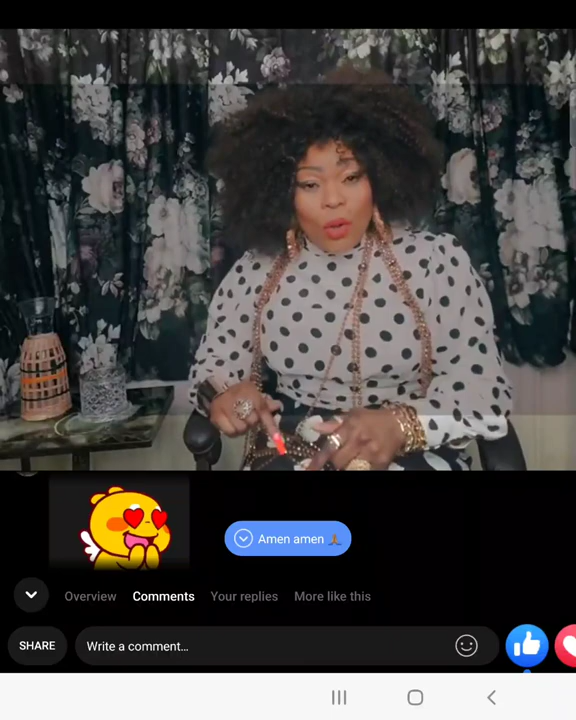 Amen amen 🙏🏾
Overview Comments Your replies More like this
SHARE Write a comment...